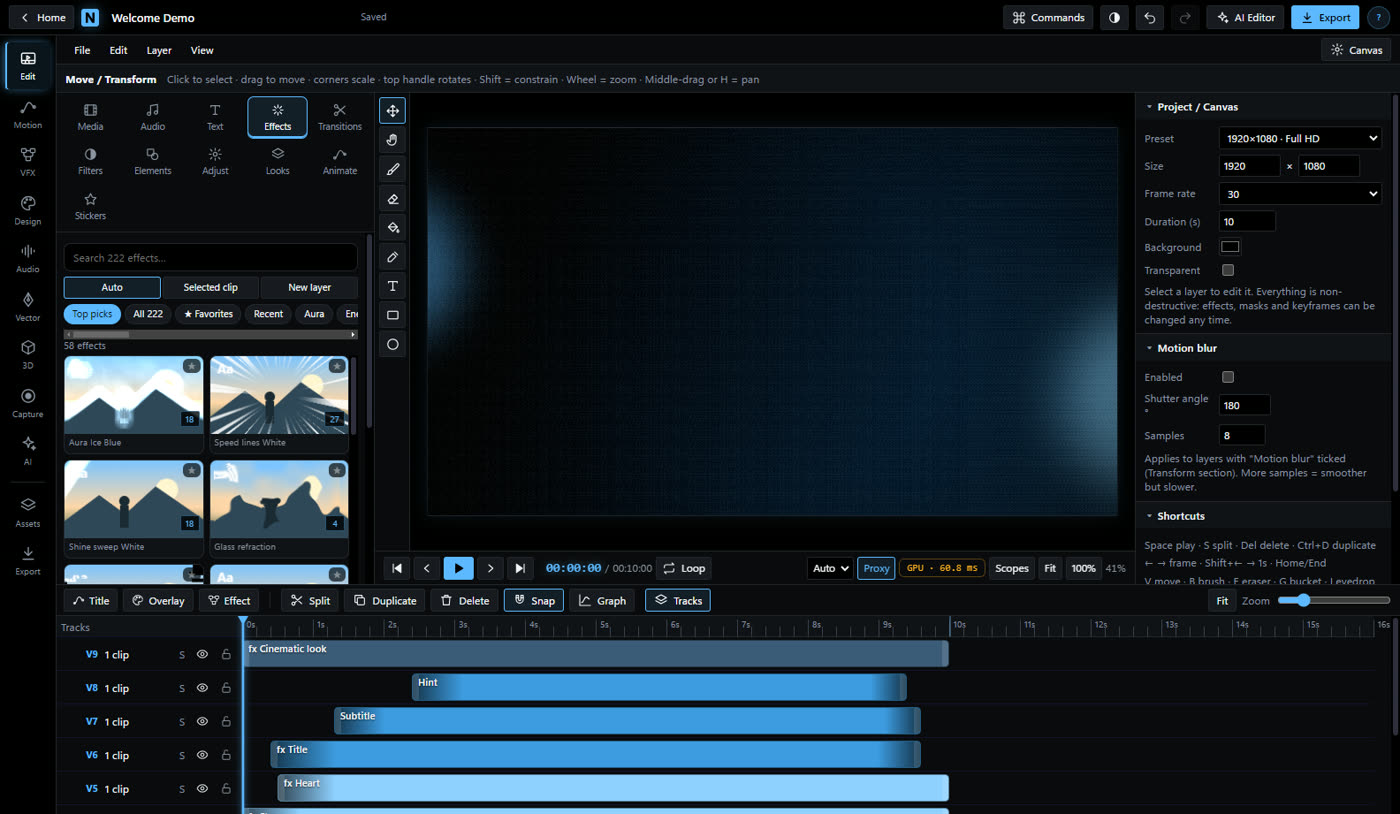 Home
N
Welcome Demo
Saved
Commands
AI Editor
Export
?
File Edit Layer View
Canvas
Move / Transform Click to select · drag to move · corners scale · top handle rotates · Shift = constrain · Wheel = zoom · Middle-drag or H = pan
Edit
Motion
VFX
Design
Audio
Vector
3D
Capture
AI
Assets
Export
Media Audio Text Effects Transitions
Filters Elements Adjust Looks Animate
Stickers
Search 222 effects...
Auto Selected clip New layer
Top picks All 222 ★ Favorites Recent Aura
58 effects
18
Aura Ice Blue
Aa
27
Speed lines White
18
Shine sweep White
4
Glass refraction
Aa
T
Project / Canvas
Preset 1920×1080 · Full HD
Size 1920 × 1080
Frame rate 30
Duration (s) 10
Background
Transparent
Select a layer to edit it. Everything is non-
destructive: effects, masks and keyframes can be
changed any time.
Motion blur
Enabled
Shutter angle
° 180
Samples 8
Applies to layers with "Motion blur" ticked
(Transform section). More samples = smoother
but slower.
Shortcuts
Space play · S split · Del delete · Ctrl+D duplicate
← → frame · Shift+← → 1s · Home/End
V move · B brush · E eraser · G bucket · I eyedrop
00:00:00 / 00:10:00 Loop
Auto Proxy GPU · 60.8 ms Scopes Fit 100% 41%
Title Overlay Effect Split Duplicate Delete Snap Graph Tracks
Fit Zoom
Tracks
0s 1s 2s 3s 4s 5s 6s 7s 8s 9s 10s 11s 12s 13s 14s 15s 16s
V9 1 clip S
fx Cinematic look
V8 1 clip S
Hint
V7 1 clip S
Subtitle
V6 1 clip S
fx Title
V5 1 clip S
fx Heart